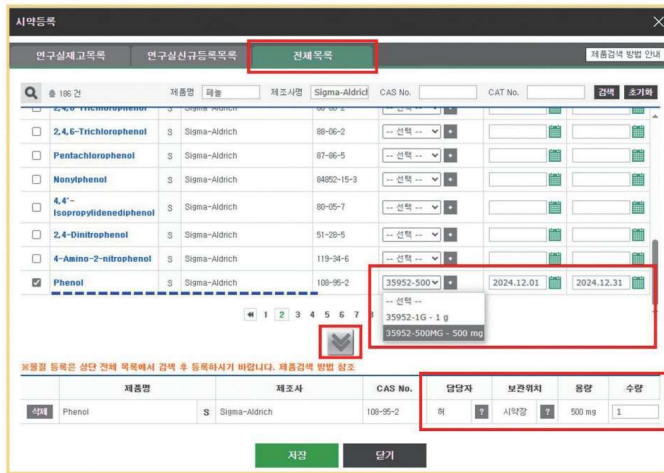 시약등록
연구실재고목록 연구실신규등록목록 전체목록 제품검색 방법 안내
총 186 건 제품명 페놀 제조사명 Sigma-Aldrich CAS No. CAT No. 검색 초기화
2,4,6-Trichlorophenol S Sigma-Aldrich 88-06-2 -- 선택 --
Pentachlorophenol S Sigma-Aldrich 87-86-5 -- 선택 --
Nonylphenol S Sigma-Aldrich 84852-15-3 -- 선택 --
4,4'-
Isopropylidenediphenol S Sigma-Aldrich 80-05-7 -- 선택 --
2,4-Dinitrophenol S Sigma-Aldrich 51-28-5 -- 선택 --
4-Amino-2-nitrophenol S Sigma-Aldrich 119-34-6 -- 선택 --
Phenol S Sigma-Aldrich 108-95-2 35952-500 2024.12.01 2024.12.31
-- 선택 --
1 2 3 4 5 6 7 8
35952-1G - 1 g
35952-500MG - 500 mg
※물질 등록은 상단 전체 목록에서 검색 후 등록하시기 바랍니다. 제품검색 방법 참조
제품명 제조사 CAS No. 담당자 보관위치 용량 수량
삭제 Phenol S Sigma-Aldrich 108-95-2 허 ? 시약장 ? 500 mg 1
저장 닫기